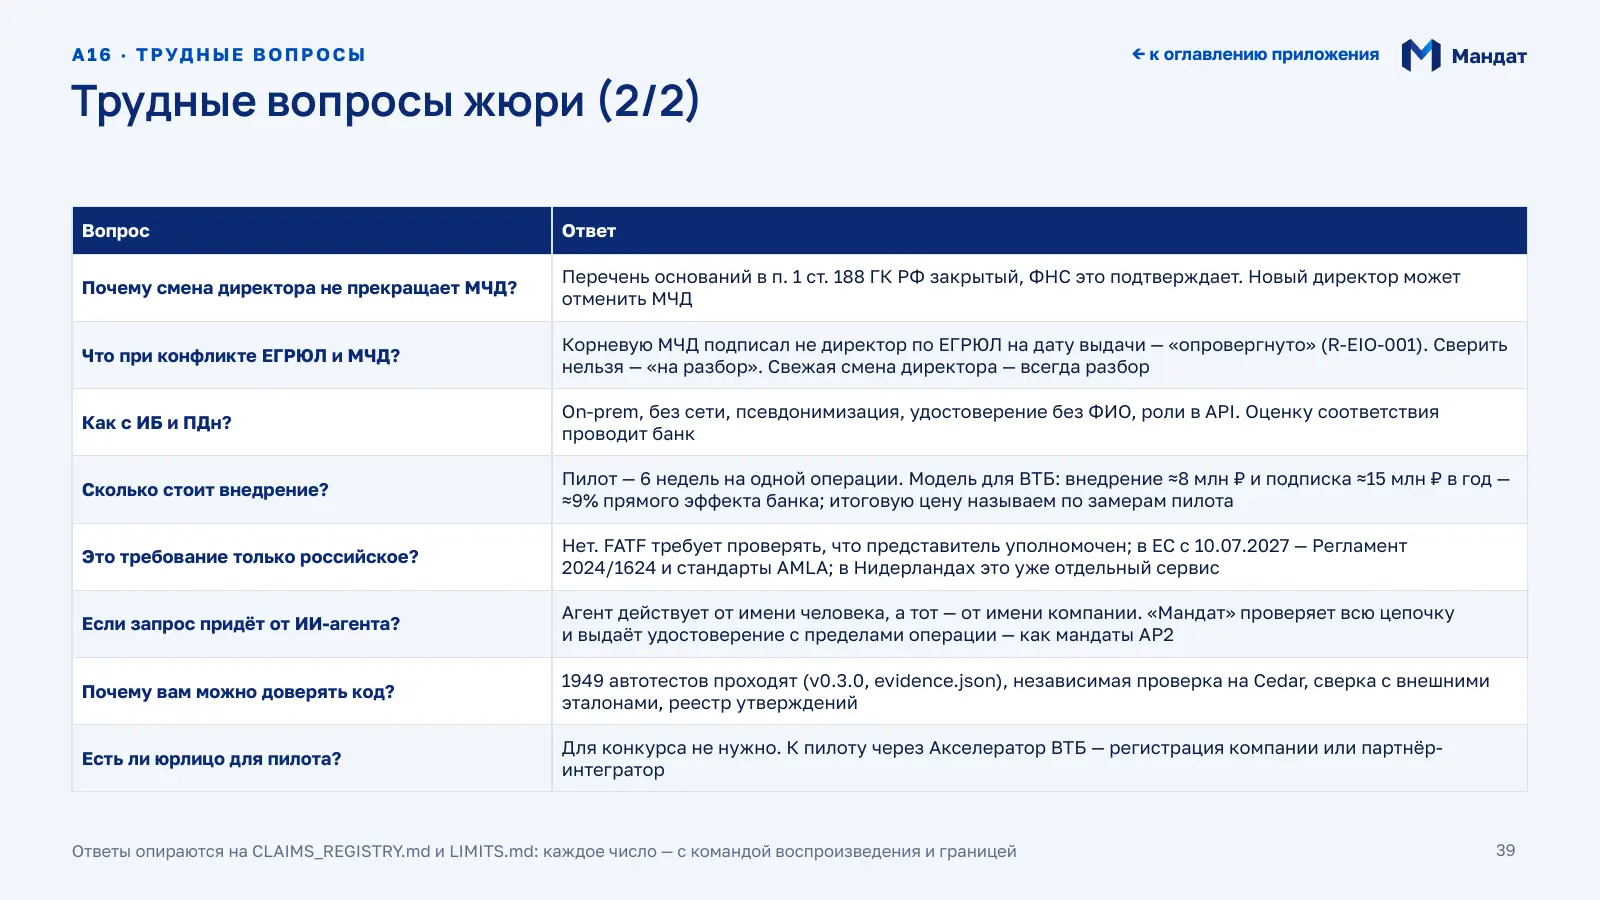 А16 · ТРУДНЫЕ ВОПРОСЫ
← к оглавлению приложения
Мандат
Трудные вопросы жюри (2/2)
Вопрос
Ответ
Почему смена директора не прекращает МЧД?
Перечень оснований в п. 1 ст. 188 ГК РФ закрытый, ФНС это подтверждает. Новый директор может
отменить МЧД
Что при конфликте ЕГРЮЛ и МЧД?
Корневую МЧД подписал не директор по ЕГРЮЛ на дату выдачи — «опровергнуто» (R-EIO-001). Сверить
нельзя — «на разбор». Свежая смена директора — всегда разбор
Как с ИБ и ПДн?
On-prem, без сети, псевдонимизация, удостоверение без ФИО, роли в API. Оценку соответствия
проводит банк
Сколько стоит внедрение?
Пилот — 6 недель на одной операции. Модель для ВТБ: внедрение ≈8 млн ₽ и подписка ≈15 млн ₽ в год —
≈9% прямого эффекта банка; итоговую цену называем по замерам пилота
Это требование только российское?
Нет. FATF требует проверять, что представитель уполномочен; в ЕС с 10.07.2027 — Регламент
2024/1624 и стандарты AMLA; в Нидерландах это уже отдельный сервис
Если запрос придёт от ИИ-агента?
Агент действует от имени человека, а тот — от имени компании. «Мандат» проверяет всю цепочку
и выдаёт удостоверение с пределами операции — как мандаты AP2
Почему вам можно доверять код?
1949 автотестов проходят (v0.3.0, evidence.json), независимая проверка на Cedar, сверка с внешними
эталонами, реестр утверждений
Есть ли юрлицо для пилота?
Для конкурса не нужно. К пилоту через Акселератор ВТБ — регистрация компании или партнёр-
интегратор
Ответы опираются на CLAIMS_REGISTRY.md и LIMITS.md: каждое число — с командой воспроизведения и границей
39